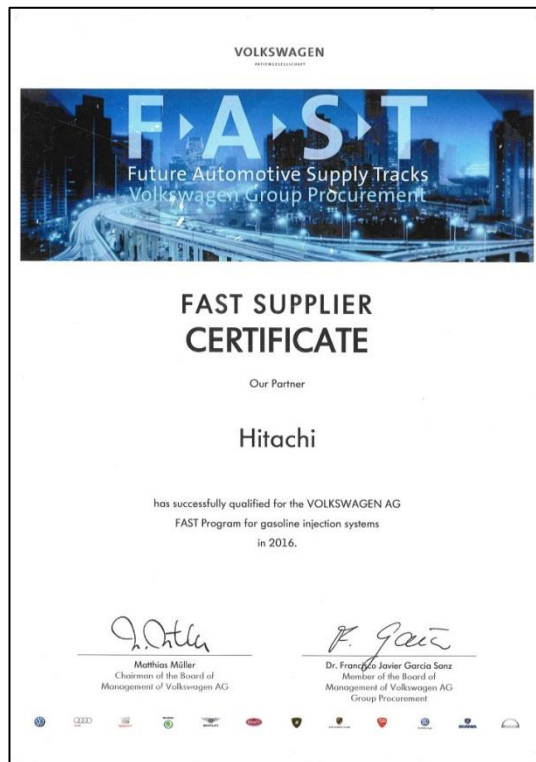 VOLKSWAGEN
AKTIENGESELLSCHAFT
F▸A▸S▸T
Future Automotive Supply Tracks
Volkswagen Group Procurement
FAST SUPPLIER
CERTIFICATE
Our Partner
Hitachi
has successfully qualified for the VOLKSWAGEN AG
FAST Program for gasoline injection systems
in 2016.
Matthias Müller
Chairman of the Board of
Management of Volkswagen AG
Dr. Francisco Javier Garcia Sanz
Member of the Board of
Management of Volkswagen AG
Group Procurement